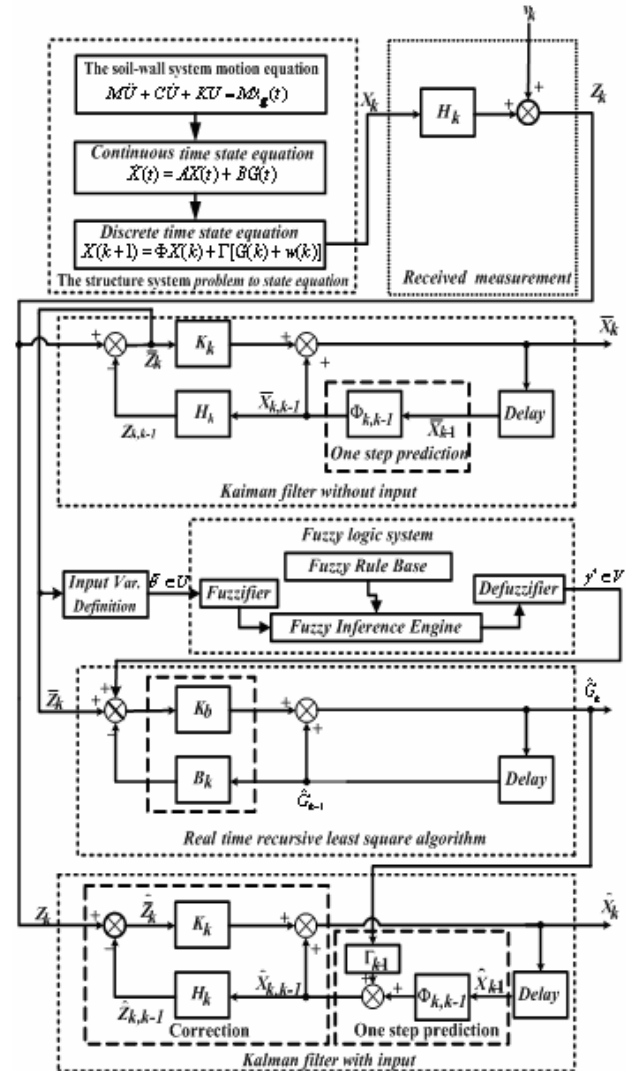 The soil-wall system motion equation
MÜ + CU̇ + KU = Mẍg(t)
Continuous time state equation
Ẋ(t) = AX(t) + BG(t)
Discrete time state equation
X(k+1) = ΦX(k) + Γ[G(k) + w(k)]
The structure system problem to state equation
X_k
H_k
v_k
+
+
Z_k
Received measurement
+
−
Z̅_k
K_k
+
+
X̅_k
H_k
Z_k,k-1
X̅_k,k-1
Φ_k,k-1
X̅_k-1
Delay
One step prediction
Kaiman filter without input
Fuzzy logic system
Fuzzy Rule Base
Input Var. Definition
∈ U
Fuzzifier
Fuzzy Inference Engine
Defuzzifier
y' ∈ V
Z̅_k
+
+
−
K_b
+
+
Ĝ_k
B_k
Ĝ_k-1
Delay
Real time recursive least square algorithm
Z_k
+
−
K_k
+
+
X̂_k
Γ_k-1
H_k
Ẑ_k,k-1
X̂_k,k-1
+
+
Φ_k,k-1
X̂_k-1
Delay
Correction
One step prediction
Kalman filter with input